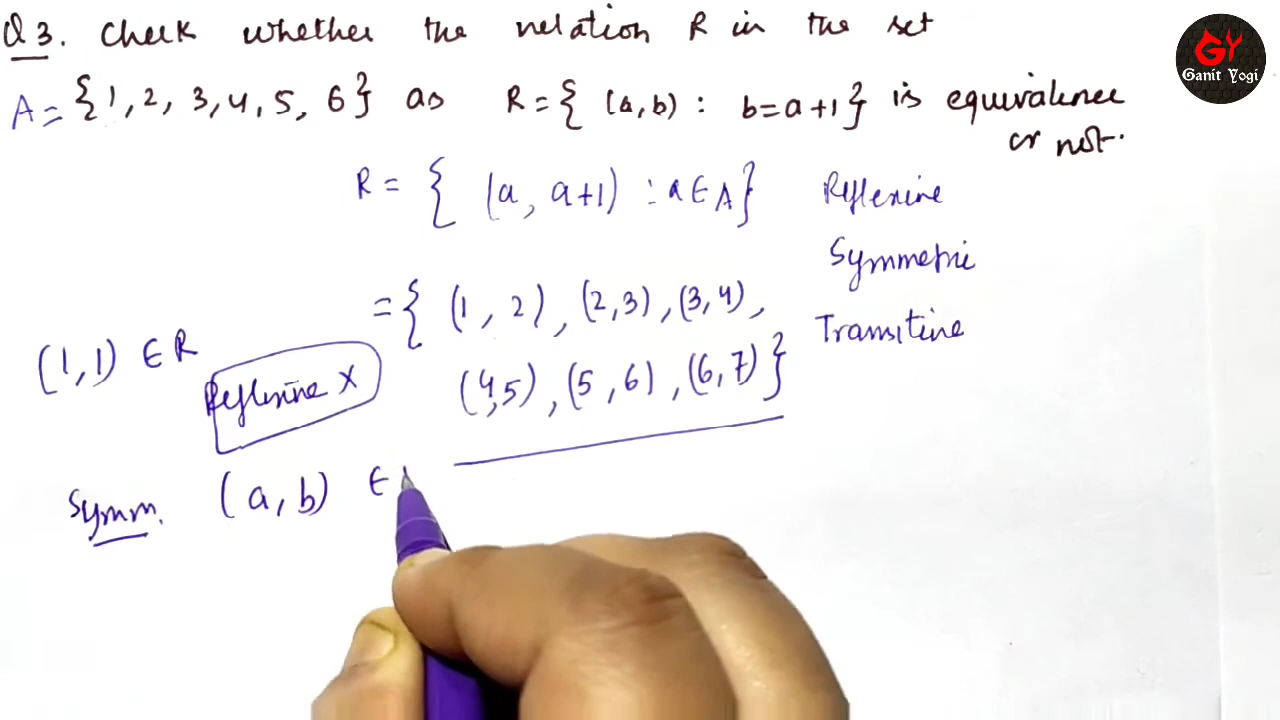 Q3. Check whether the relation R in the set
A = {1, 2, 3, 4, 5, 6} as R = { (a, b) : b = a + 1 } is equivalence
or not.
R = { (a, a+1) : a ∈ A }
Reflexive
Symmetric
Transitive
= { (1, 2), (2, 3), (3, 4),
(4, 5), (5, 6), (6, 7) }
(1, 1) ∈ R
Reflexive X
Symm. (a, b) ∈
GY
Ganit Yogi